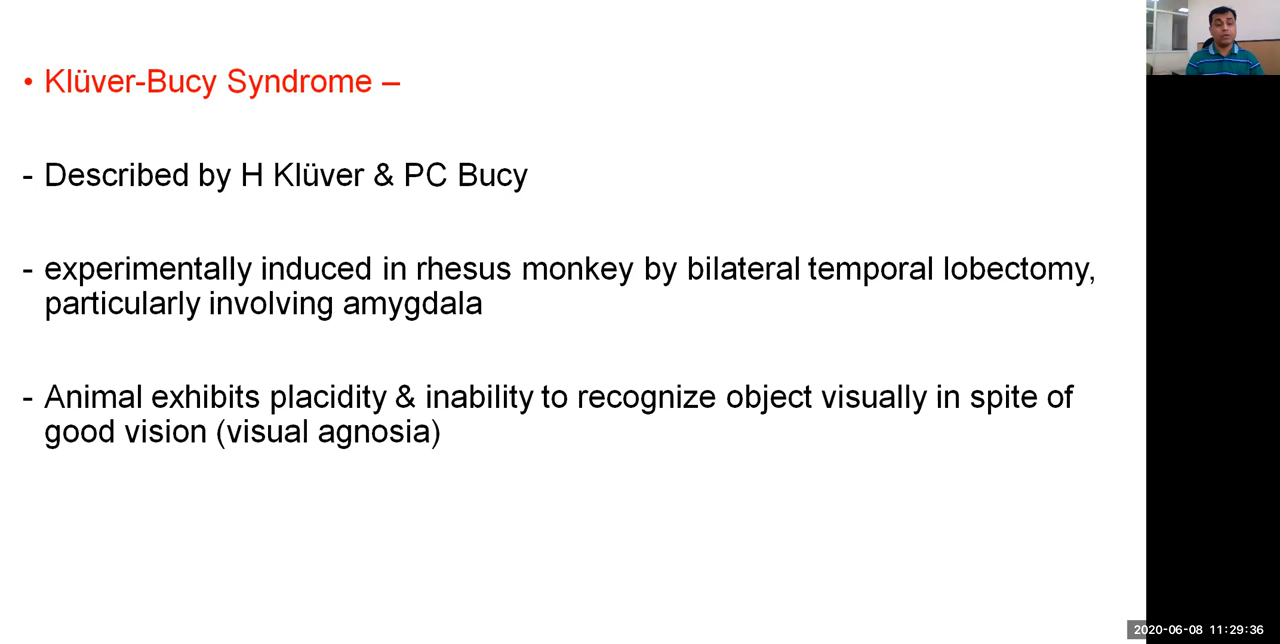 • Klüver-Bucy Syndrome –
- Described by H Klüver & PC Bucy
- experimentally induced in rhesus monkey by bilateral temporal lobectomy,
particularly involving amygdala
- Animal exhibits placidity & inability to recognize object visually in spite of
good vision (visual agnosia)
2020-06-08 11:29:36